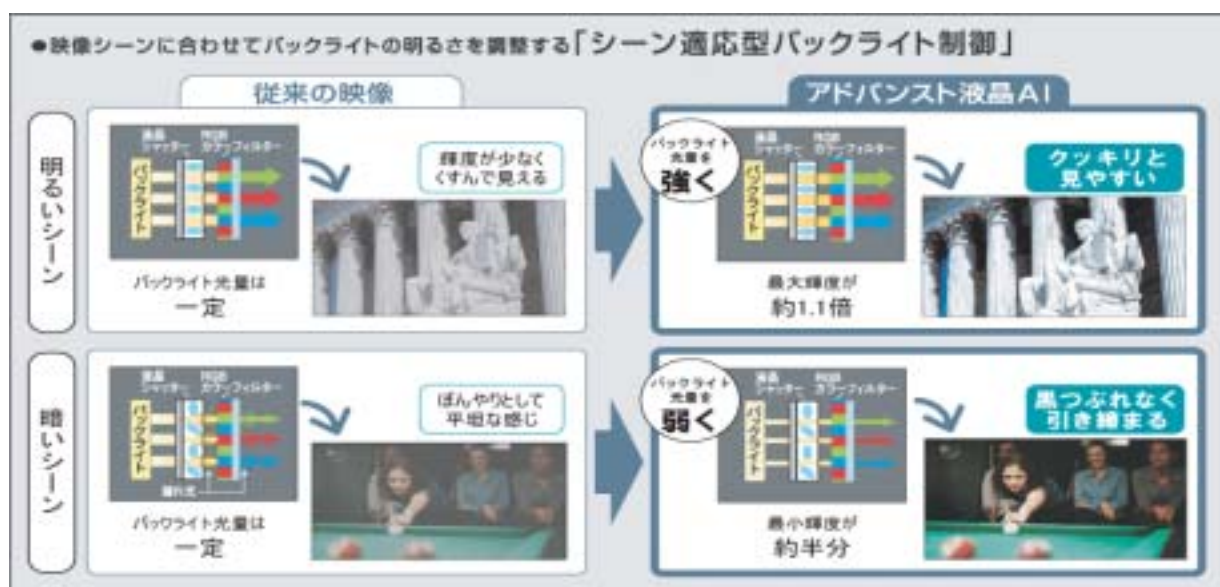 ●映像シーンに合わせてバックライトの明るさを調整する「シーン適応型バックライト制御」
従来の映像
アドバンスト液晶AI
明るいシーン
液晶
シャッター
RGB
カラーフィルター
バックライト
輝度が少なく
くすんで見える
バックライト光量は
一定
バックライト
光量を
強く
液晶
シャッター
RGB
カラーフィルター
バックライト
クッキリと
見やすい
最大輝度が
約1.1倍
暗いシーン
液晶
シャッター
RGB
カラーフィルター
バックライト
漏れ光
ぼんやりとして
平坦な感じ
バックライト光量は
一定
バックライト
光量を
弱く
液晶
シャッター
RGB
カラーフィルター
バックライト
黒つぶれなく
引き締まる
最小輝度が
約半分